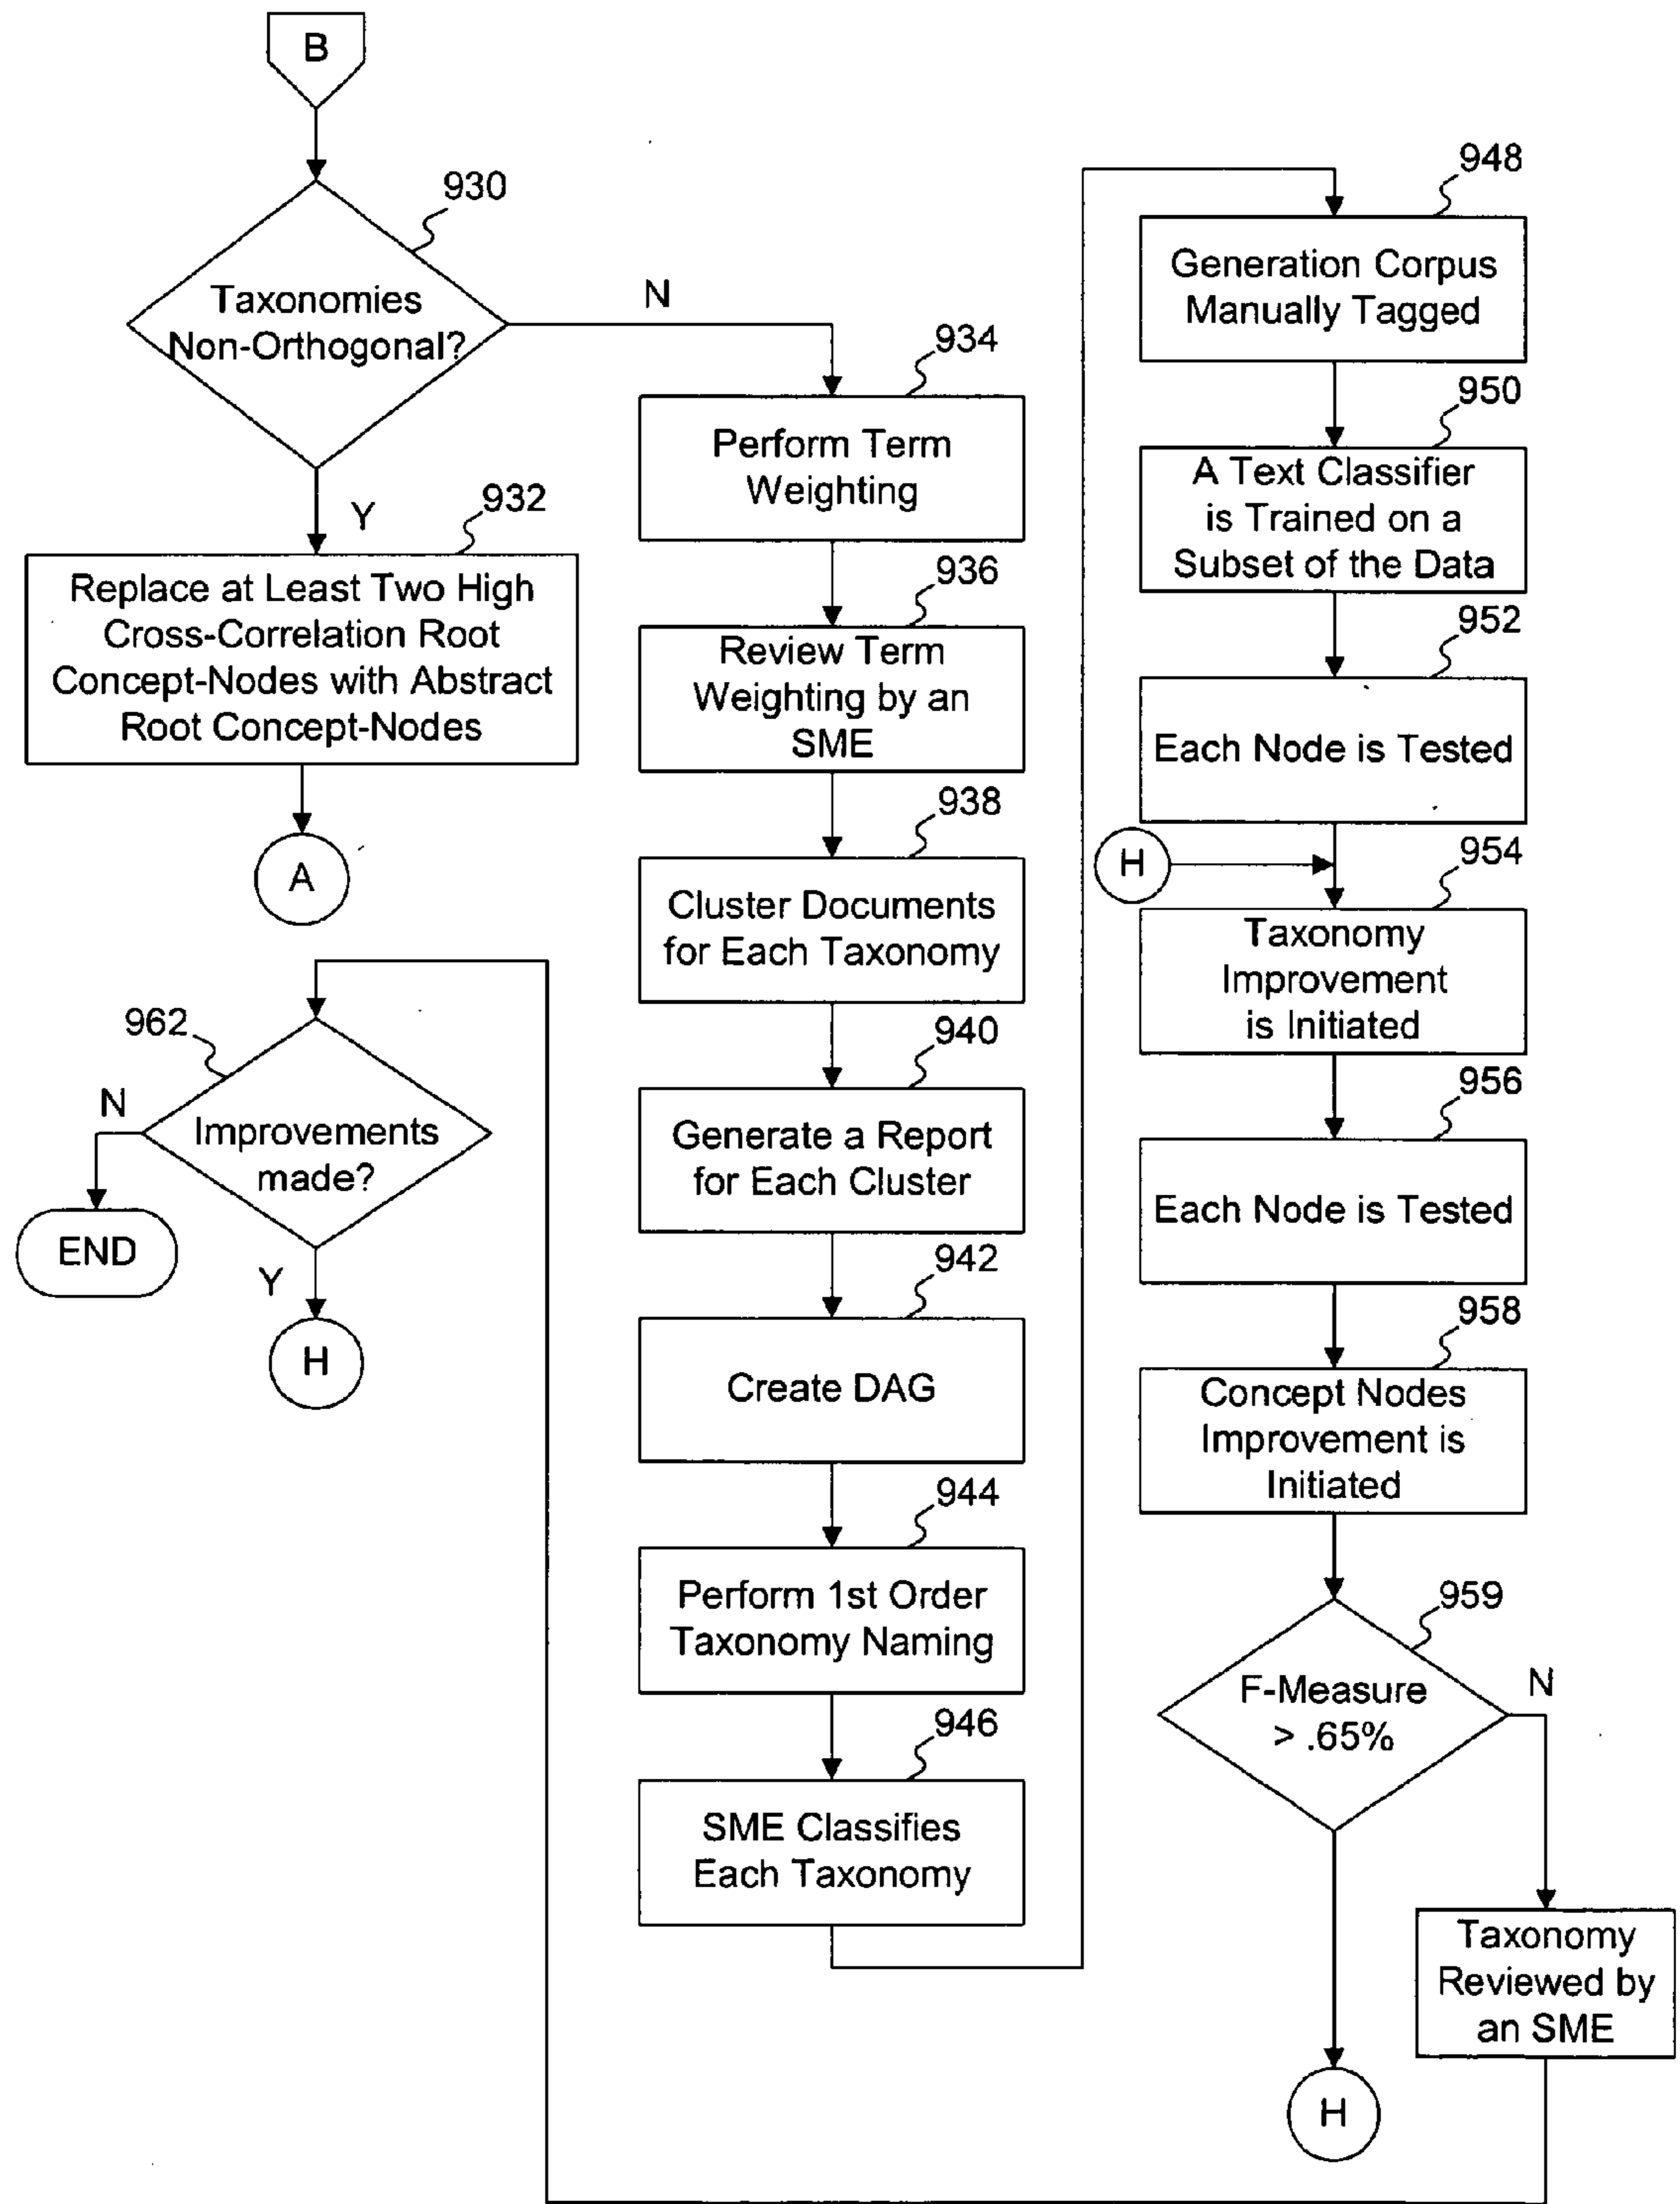 B
930
Taxonomies
Non-Orthogonal?
N
Y
932
Replace at Least Two High
Cross-Correlation Root
Concept-Nodes with Abstract
Root Concept-Nodes
A
934
Perform Term
Weighting
936
Review Term
Weighting by an
SME
938
Cluster Documents
for Each Taxonomy
940
Generate a Report
for Each Cluster
942
Create DAG
944
Perform 1st Order
Taxonomy Naming
946
SME Classifies
Each Taxonomy
948
Generation Corpus
Manually Tagged
950
A Text Classifier
is Trained on a
Subset of the Data
952
Each Node is Tested
H
954
Taxonomy
Improvement
is Initiated
956
Each Node is Tested
958
Concept Nodes
Improvement is
Initiated
959
F-Measure
> .65%
N
Taxonomy
Reviewed by
an SME
H
962
Improvements
made?
N
END
Y
H